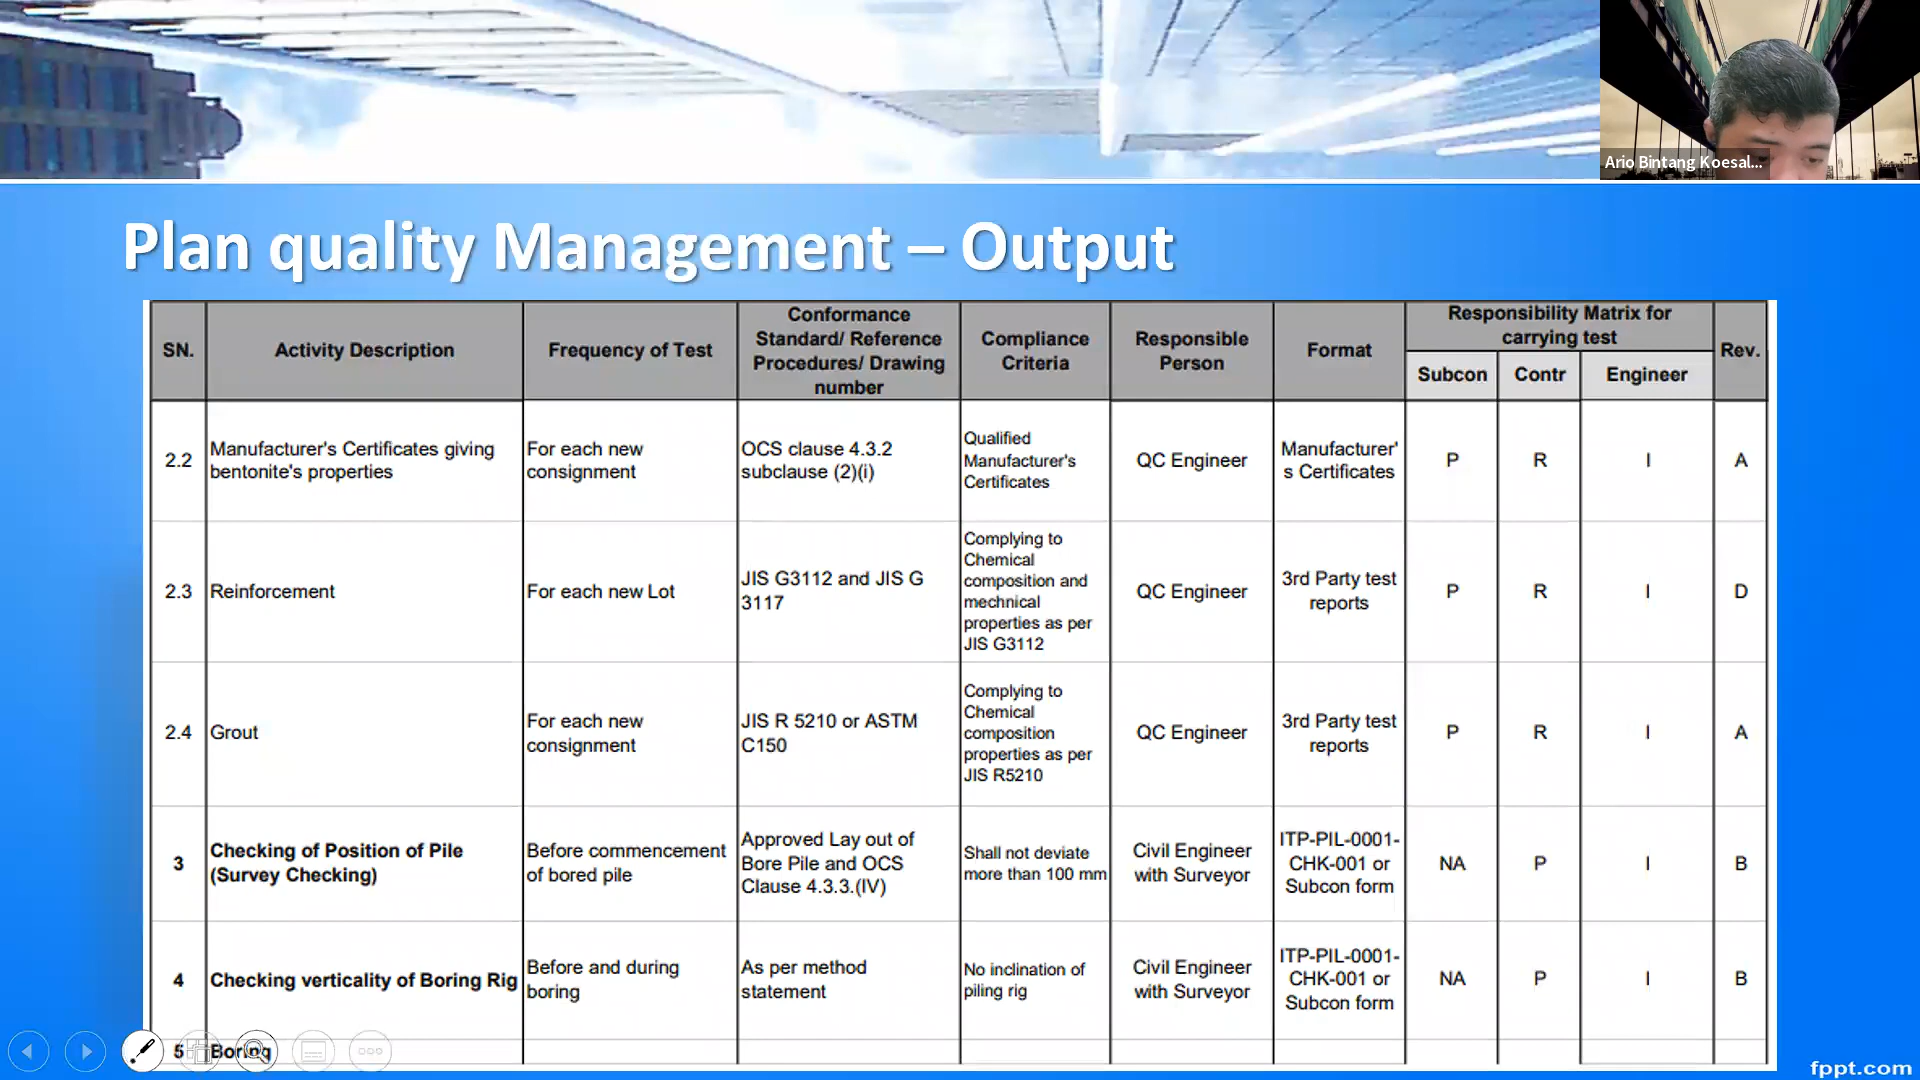 Ario Bintang Koesal...
Plan quality Management – Output
SN.
Activity Description
Frequency of Test
Conformance
Standard/ Reference
Procedures/ Drawing
number
Compliance
Criteria
Responsible
Person
Format
Responsibility Matrix for
carrying test
Subcon
Contr
Engineer
Rev.
2.2
Manufacturer's Certificates giving
bentonite's properties
For each new
consignment
OCS clause 4.3.2
subclause (2)(i)
Qualified
Manufacturer's
Certificates
QC Engineer
Manufacturer'
s Certificates
P
R
I
A
2.3
Reinforcement
For each new Lot
JIS G3112 and JIS G
3117
Complying to
Chemical
composition and
mechnical
properties as per
JIS G3112
QC Engineer
3rd Party test
reports
P
R
I
D
2.4
Grout
For each new
consignment
JIS R 5210 or ASTM
C150
Complying to
Chemical
composition
properties as per
JIS R5210
QC Engineer
3rd Party test
reports
P
R
I
A
3
Checking of Position of Pile
(Survey Checking)
Before commencement
of bored pile
Approved Lay out of
Bore Pile and OCS
Clause 4.3.3.(IV)
Shall not deviate
more than 100 mm
Civil Engineer
with Surveyor
ITP-PIL-0001-
CHK-001 or
Subcon form
NA
P
I
B
4
Checking verticality of Boring Rig
Before and during
boring
As per method
statement
No inclination of
piling rig
Civil Engineer
with Surveyor
ITP-PIL-0001-
CHK-001 or
Subcon form
NA
P
I
B
5
Boring
fppt.com